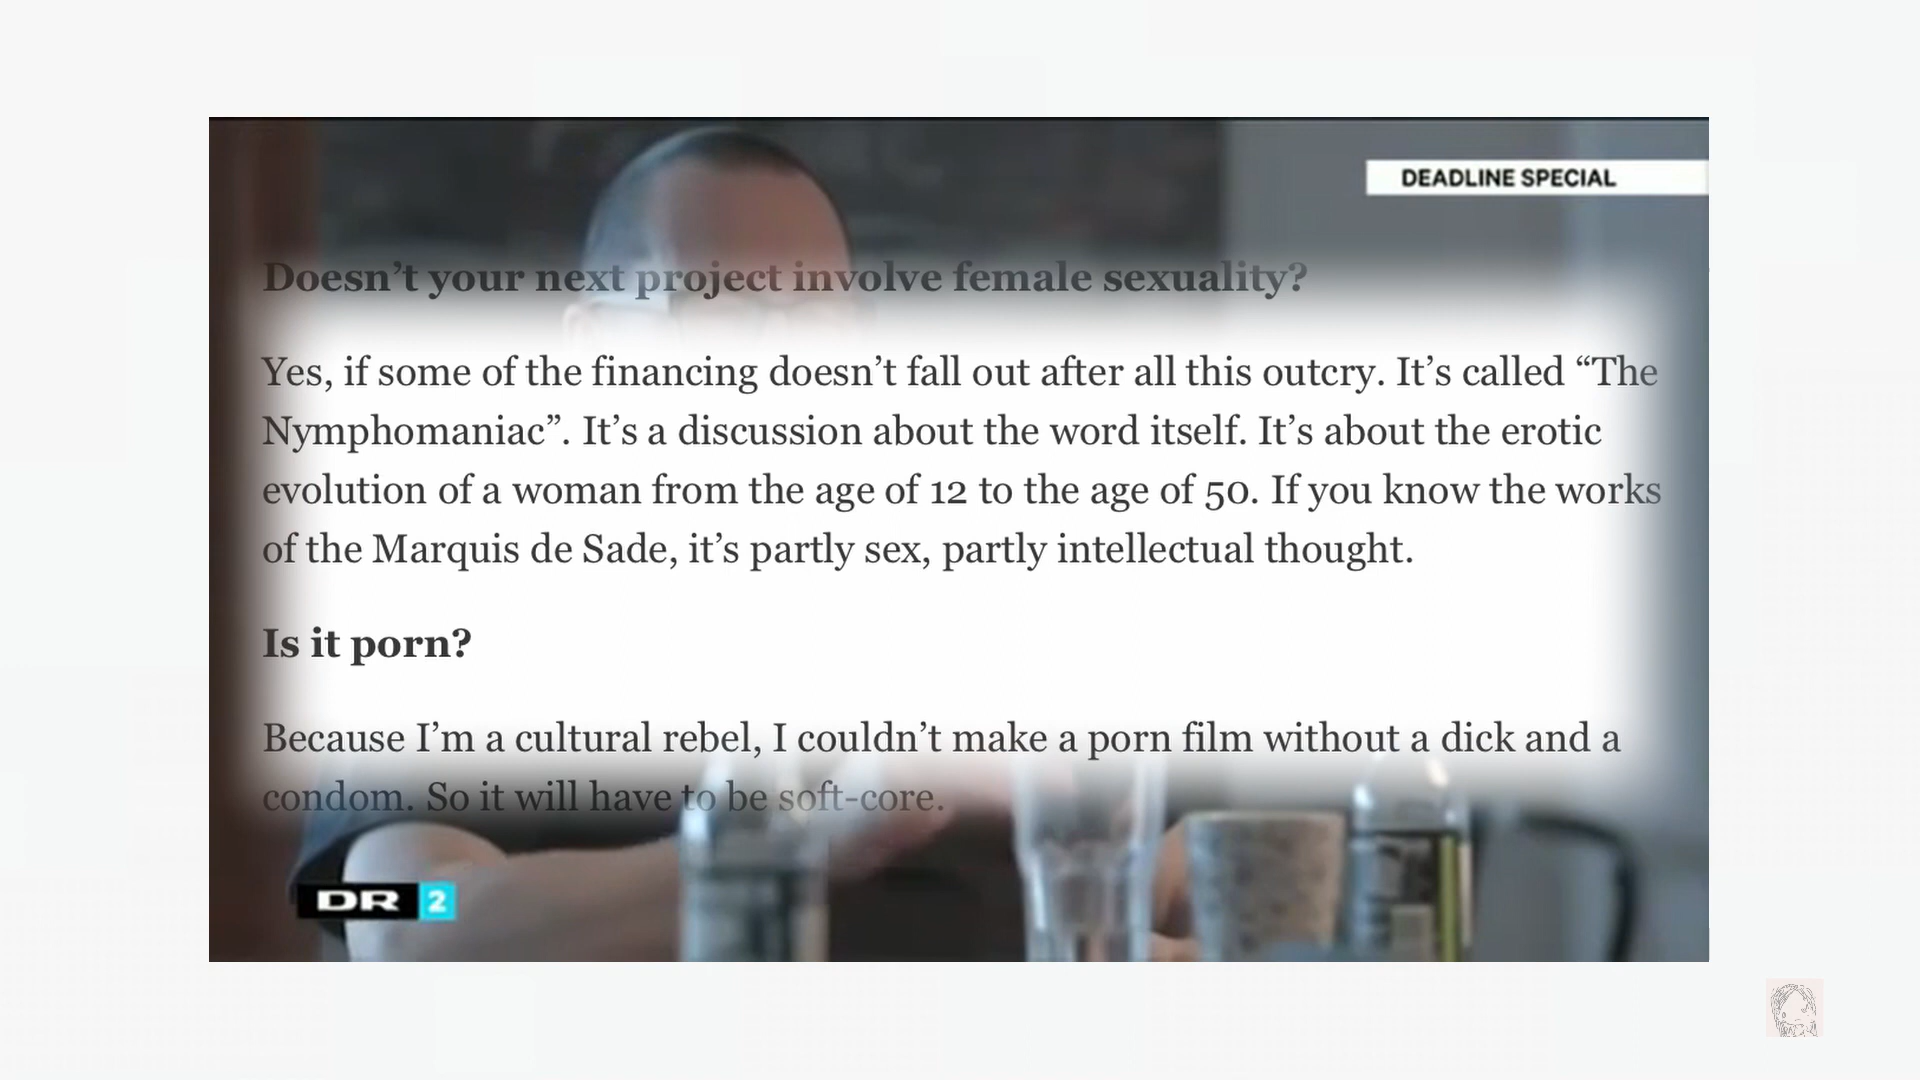 DEADLINE SPECIAL
Doesn’t your next project involve female sexuality?
Yes, if some of the financing doesn’t fall out after all this outcry. It’s called “The
Nymphomaniac”. It’s a discussion about the word itself. It’s about the erotic
evolution of a woman from the age of 12 to the age of 50. If you know the works
of the Marquis de Sade, it’s partly sex, partly intellectual thought.
Is it porn?
Because I’m a cultural rebel, I couldn’t make a porn film without a dick and a
condom. So it will have to be soft-core.
DR 2